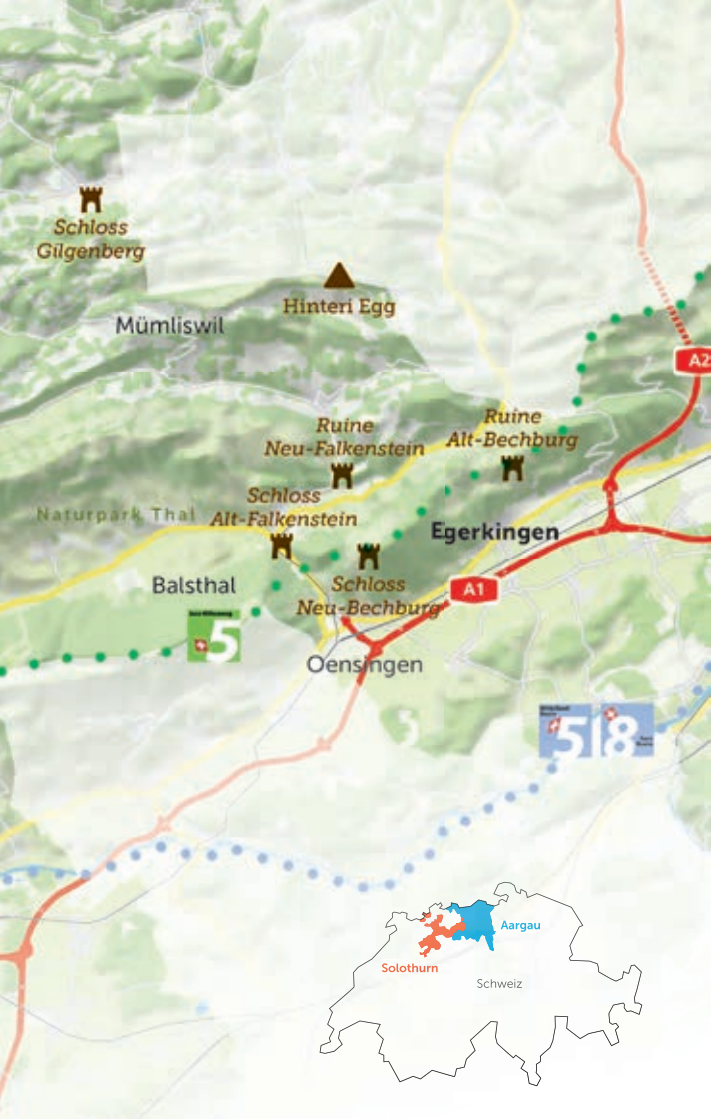 Schloss
Gilgenberg
Hinteri Egg
Mümliswil
A2
Ruine
Neu-Falkenstein
Ruine
Alt-Bechburg
Schloss
Alt-Falkenstein
Naturpark Thal
Egerkingen
Balsthal
Schloss
Neu-Bechburg
A1
5
Oensingen
5
5
8
Aargau
Solothurn
Schweiz